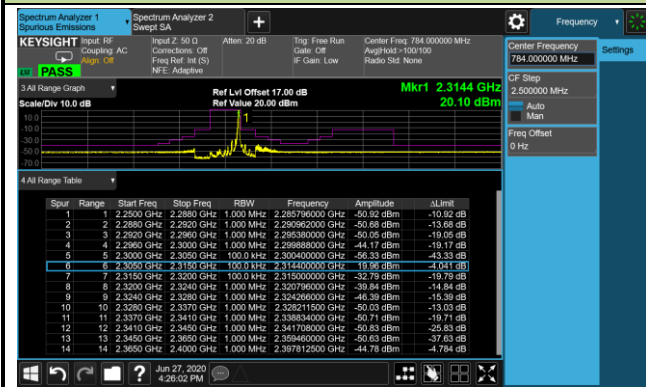 Spectrum Analyzer 1
Spurious Emissions
Spectrum Analyzer 2
Swept SA
Frequency
KEYSIGHT Input: RF
Coupling: AC
Align: Off
Input Z: 50 Ω
Corrections: Off
Freq Ref: Int (S)
NFE: Adaptive
Atten: 20 dB
Trig: Free Run
Gate: Off
IF Gain: Low
Center Freq: 784.000000 MHz
Avg|Hold:>100/100
Radio Std: None
PASS
Center Frequency
784.000000 MHz
Settings
CF Step
2.500000 MHz
Auto
Man
Freq Offset
0 Hz
3 All Range Graph
Scale/Div 10.0 dB
Ref Lvl Offset 17.00 dB
Ref Value 20.00 dBm
Mkr1 2.3144 GHz
20.10 dBm
10.0
-10.0
-30.0
-50.0
-70.0
1
4 All Range Table
Spur Range Start Freq Stop Freq RBW Frequency Amplitude ΔLimit
1 1 2.2500 GHz 2.2880 GHz 1.000 MHz 2.285796000 GHz -50.92 dBm -10.92 dB
2 2 2.2880 GHz 2.2920 GHz 1.000 MHz 2.290962000 GHz -50.68 dBm -13.68 dB
3 3 2.2920 GHz 2.2960 GHz 1.000 MHz 2.295380000 GHz -50.05 dBm -19.05 dB
4 4 2.2960 GHz 2.3000 GHz 1.000 MHz 2.299888000 GHz -44.17 dBm -19.17 dB
5 5 2.3000 GHz 2.3050 GHz 100.0 kHz 2.300400000 GHz -56.33 dBm -43.33 dB
6 6 2.3050 GHz 2.3150 GHz 100.0 kHz 2.314400000 GHz 19.96 dBm -4.041 dB
7 7 2.3150 GHz 2.3200 GHz 100.0 kHz 2.315000000 GHz -32.79 dBm -19.79 dB
8 8 2.3200 GHz 2.3240 GHz 1.000 MHz 2.320796000 GHz -39.84 dBm -14.84 dB
9 9 2.3240 GHz 2.3280 GHz 1.000 MHz 2.324266000 GHz -46.39 dBm -15.39 dB
10 10 2.3280 GHz 2.3370 GHz 1.000 MHz 2.328211500 GHz -50.03 dBm -13.03 dB
11 11 2.3370 GHz 2.3410 GHz 1.000 MHz 2.338834000 GHz -50.71 dBm -19.71 dB
12 12 2.3410 GHz 2.3450 GHz 1.000 MHz 2.341708000 GHz -50.83 dBm -25.83 dB
13 13 2.3450 GHz 2.3650 GHz 1.000 MHz 2.359460000 GHz -50.63 dBm -37.63 dB
14 14 2.3650 GHz 2.4000 GHz 1.000 MHz 2.397812500 GHz -44.78 dBm -4.784 dB
Jun 27, 2020
4:26:02 PM